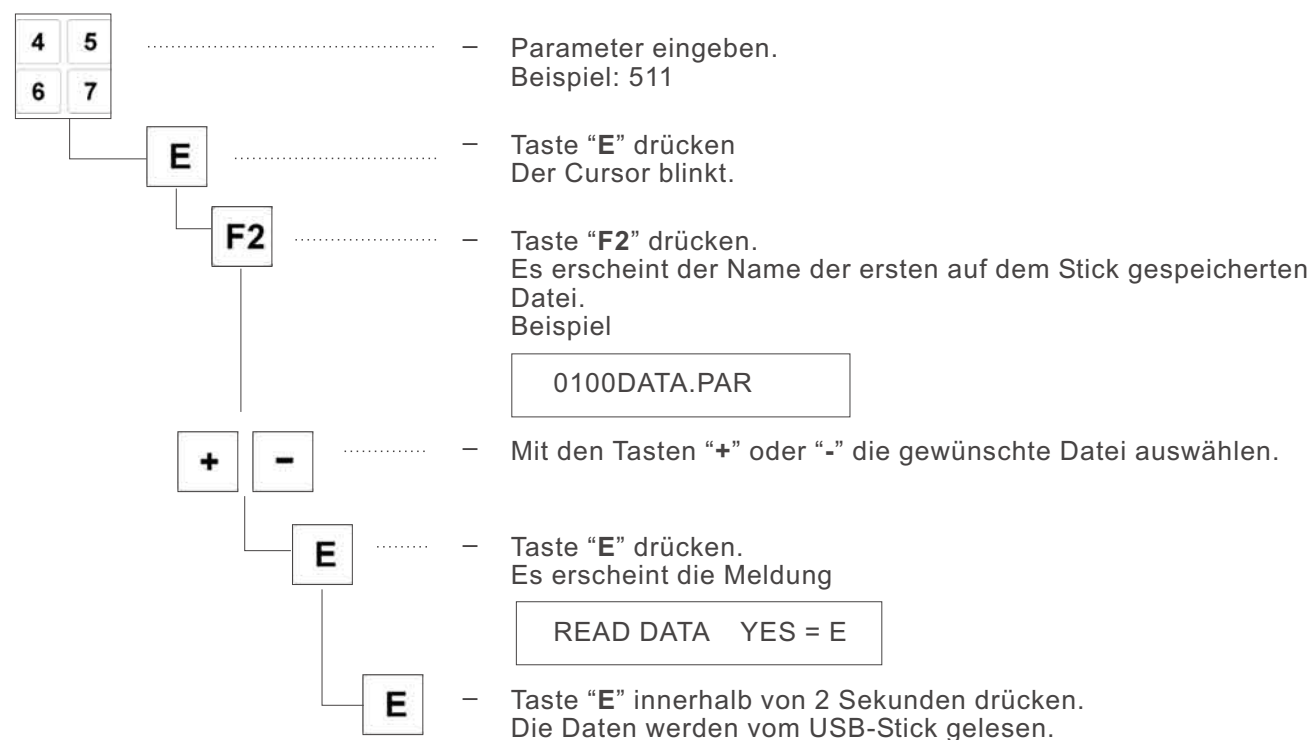 4 5
– Parameter eingeben.
6 7
Beispiel: 511
E
– Taste “E” drücken
Der Cursor blinkt.
F2
– Taste “F2” drücken.
Es erscheint der Name der ersten auf dem Stick gespeicherten
Datei.
Beispiel
0100DATA.PAR
+ -
– Mit den Tasten “+” oder “-” die gewünschte Datei auswählen.
E
– Taste “E” drücken.
Es erscheint die Meldung
READ DATA YES = E
E
– Taste “E” innerhalb von 2 Sekunden drücken.
Die Daten werden vom USB-Stick gelesen.